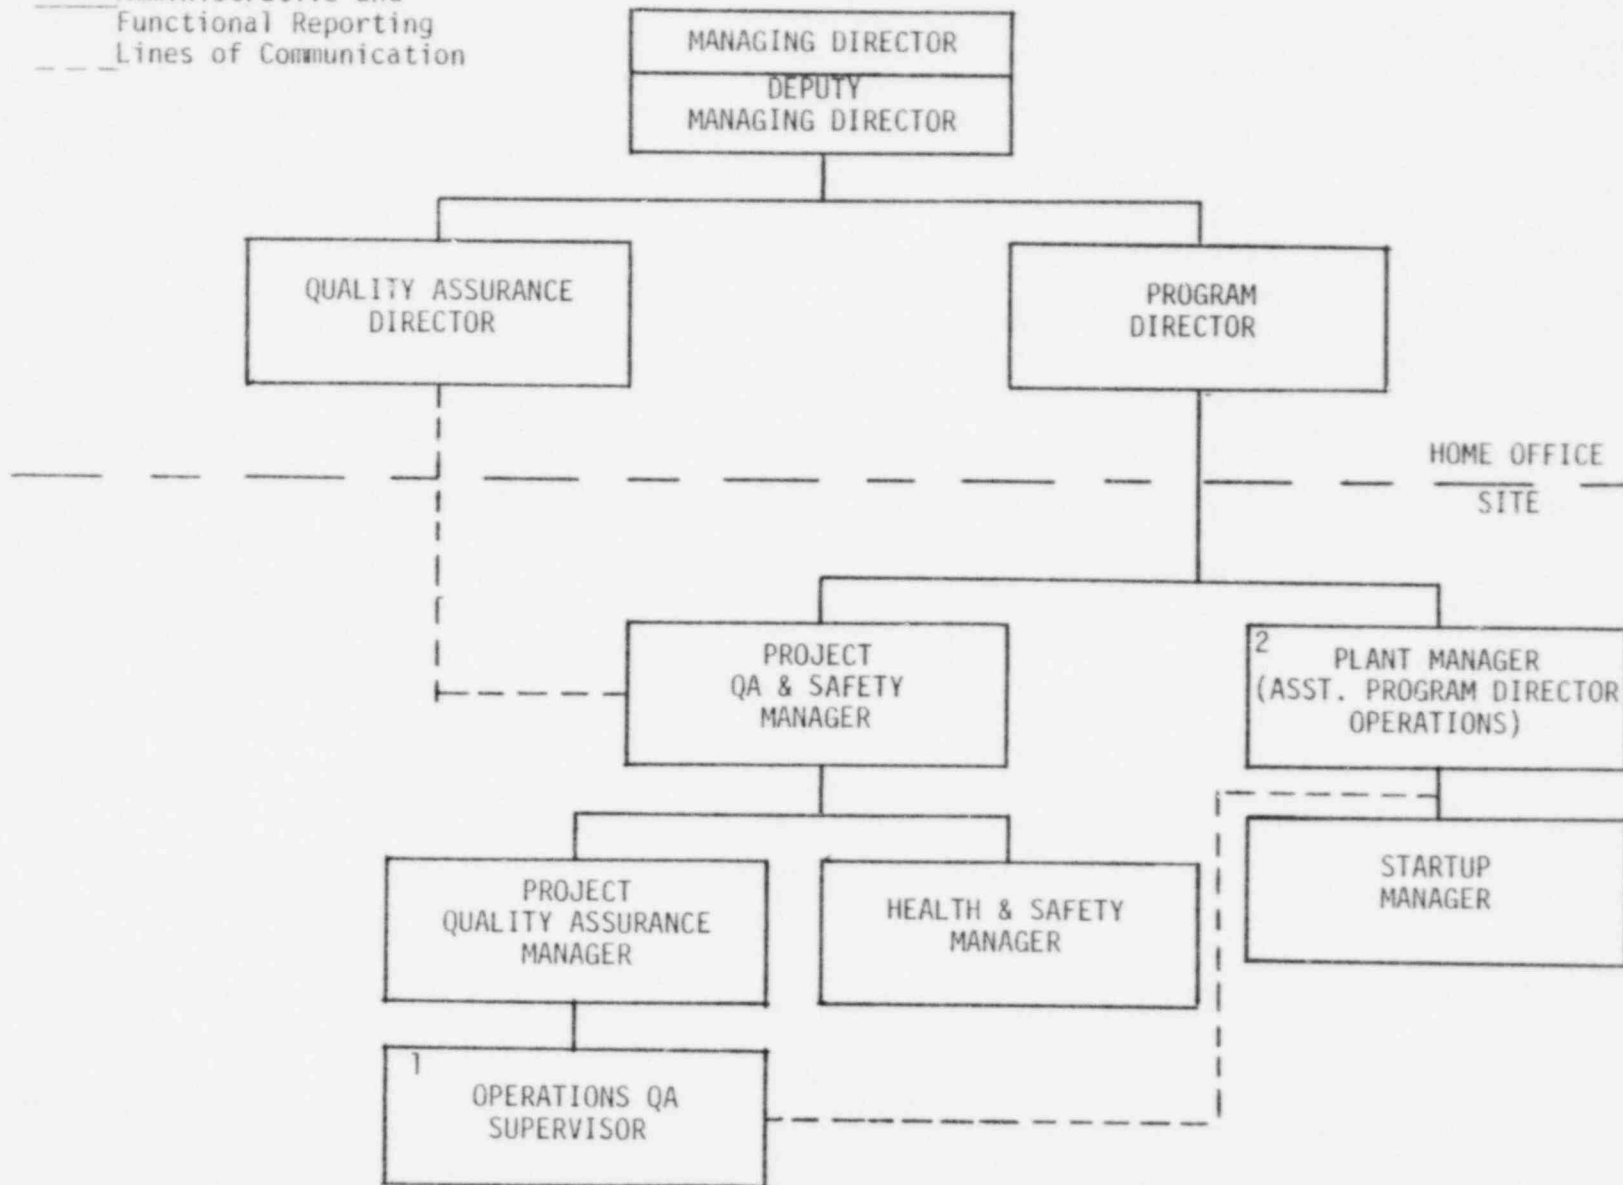 Functional Reporting
Lines of Communication
MANAGING DIRECTOR
DEPUTY
MANAGING DIRECTOR
QUALITY ASSURANCE
DIRECTOR
PROGRAM
DIRECTOR
HOME OFFICE
SITE
PROJECT
QA & SAFETY
MANAGER
2
PLANT MANAGER
(ASST. PROGRAM DIRECTOR
OPERATIONS)
PROJECT
QUALITY ASSURANCE
MANAGER
HEALTH & SAFETY
MANAGER
STARTUP
MANAGER
1
OPERATIONS QA
SUPERVISOR